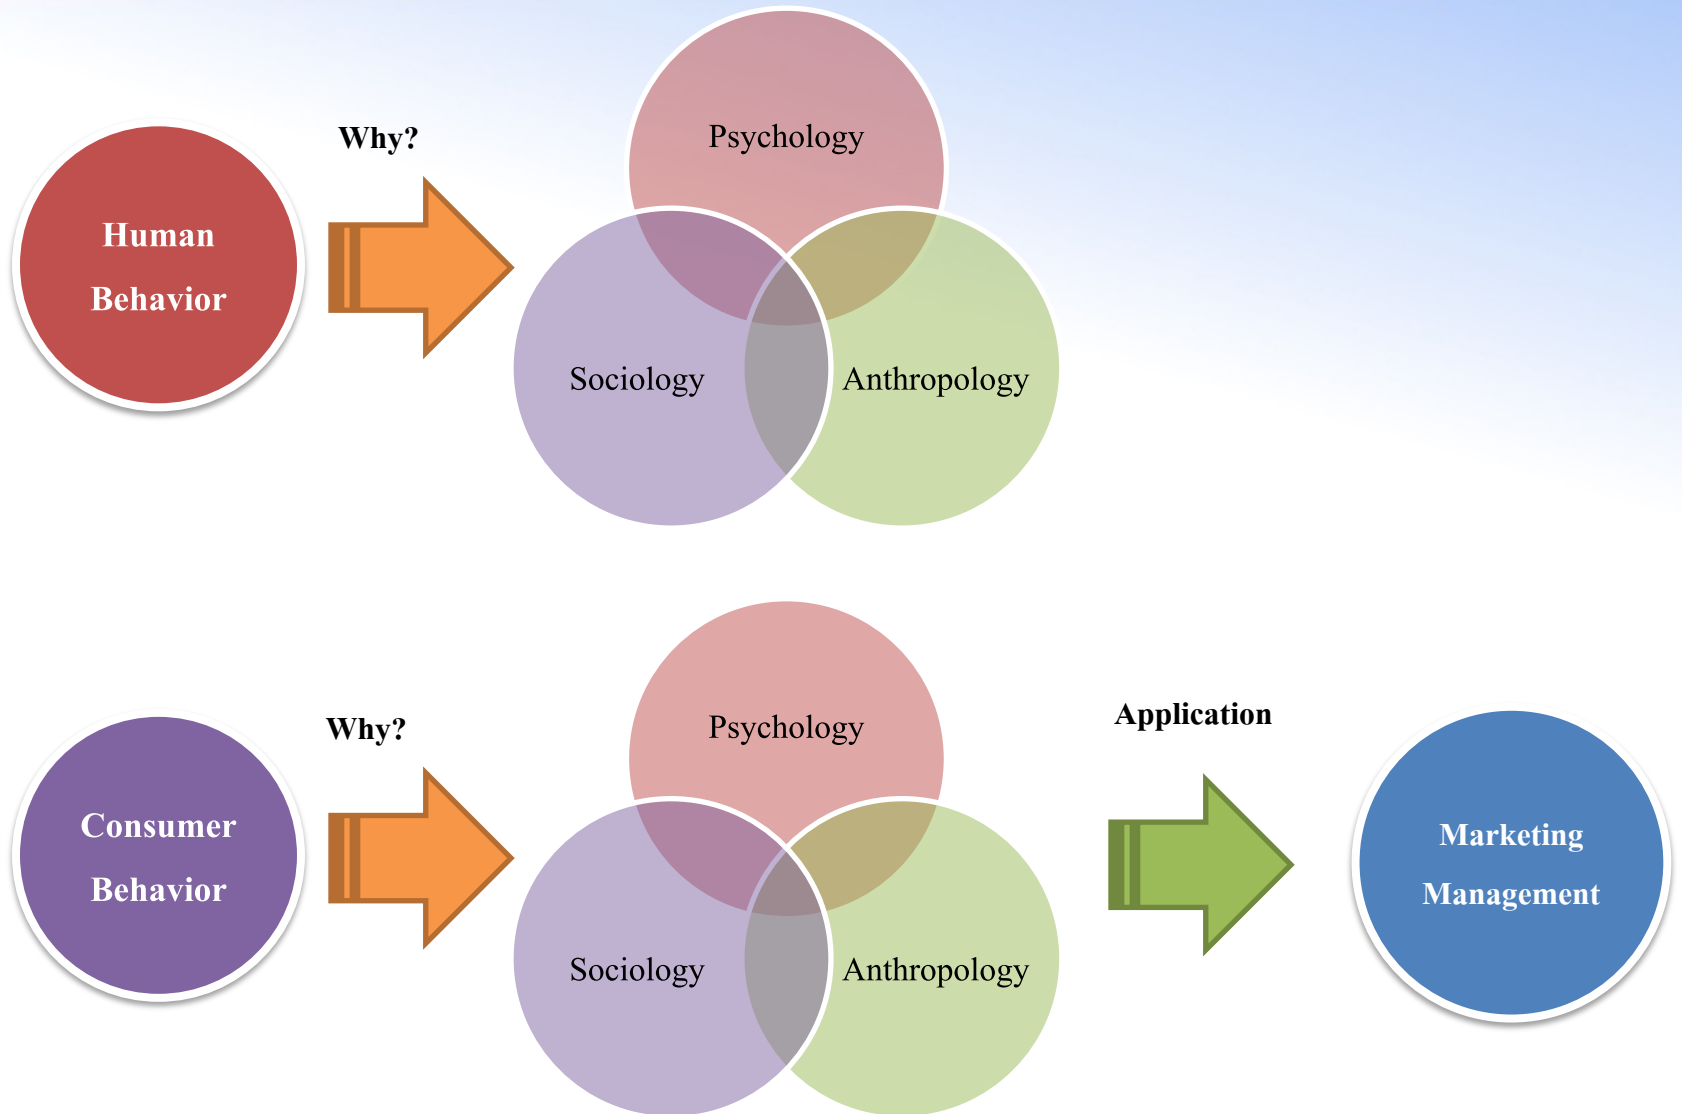 Why?
Psychology
Human
Behavior
Sociology
Anthropology
Why?
Psychology
Application
Consumer
Behavior
Marketing
Management
Sociology
Anthropology